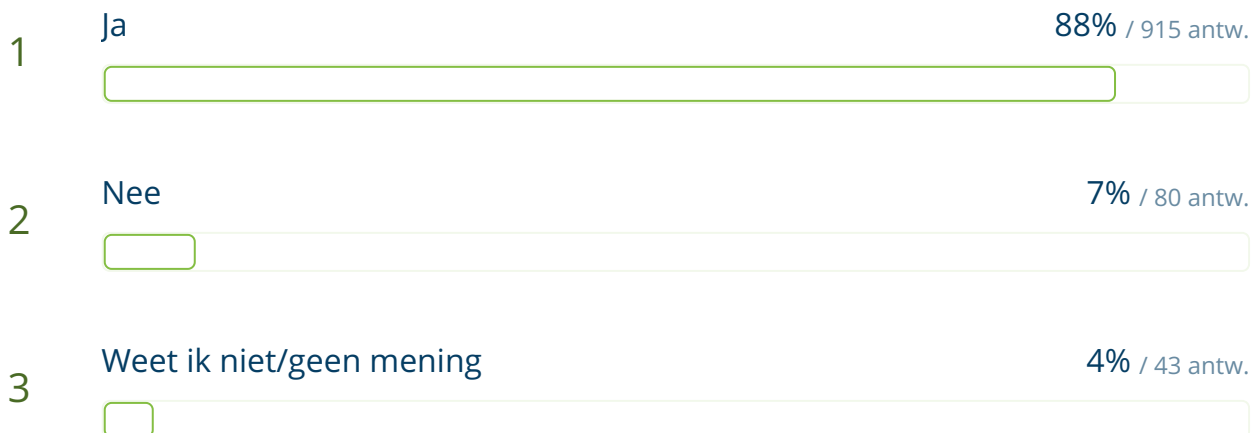 Ja 88% / 915 antw.
1
Nee 7% / 80 antw.
2
Weet ik niet/geen mening 4% / 43 antw.
3